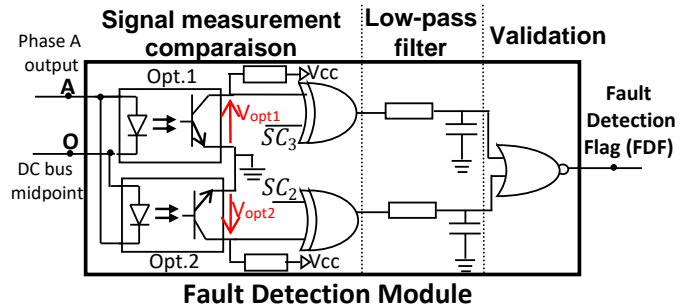 Signal measurement
comparaison
Low-pass
filter
Validation
Phase A
output
A
O
DC bus
midpoint
Opt.1
Vcc
Vopt1
SC3
SC2
Vopt2
Opt.2
Vcc
Fault
Detection
Flag (FDF)
Fault Detection Module